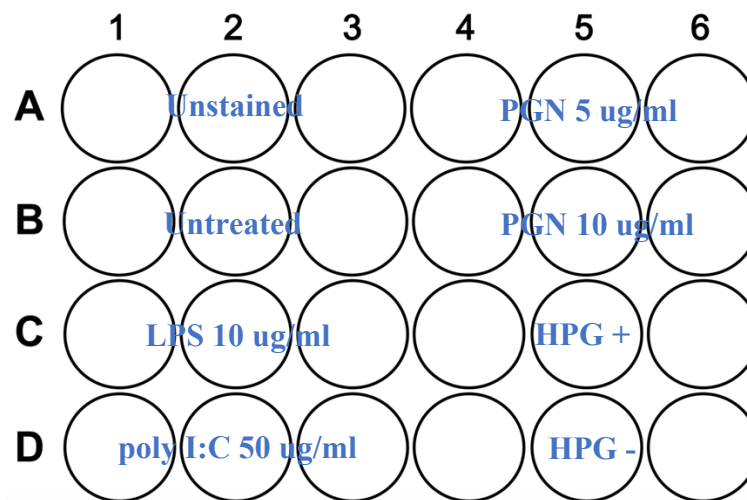 1 2 3 4 5 6
A Unstained PGN 5 ug/ml
B Untreated PGN 10 ug/ml
C LPS 10 ug/ml HPG +
D poly I:C 50 ug/ml HPG -